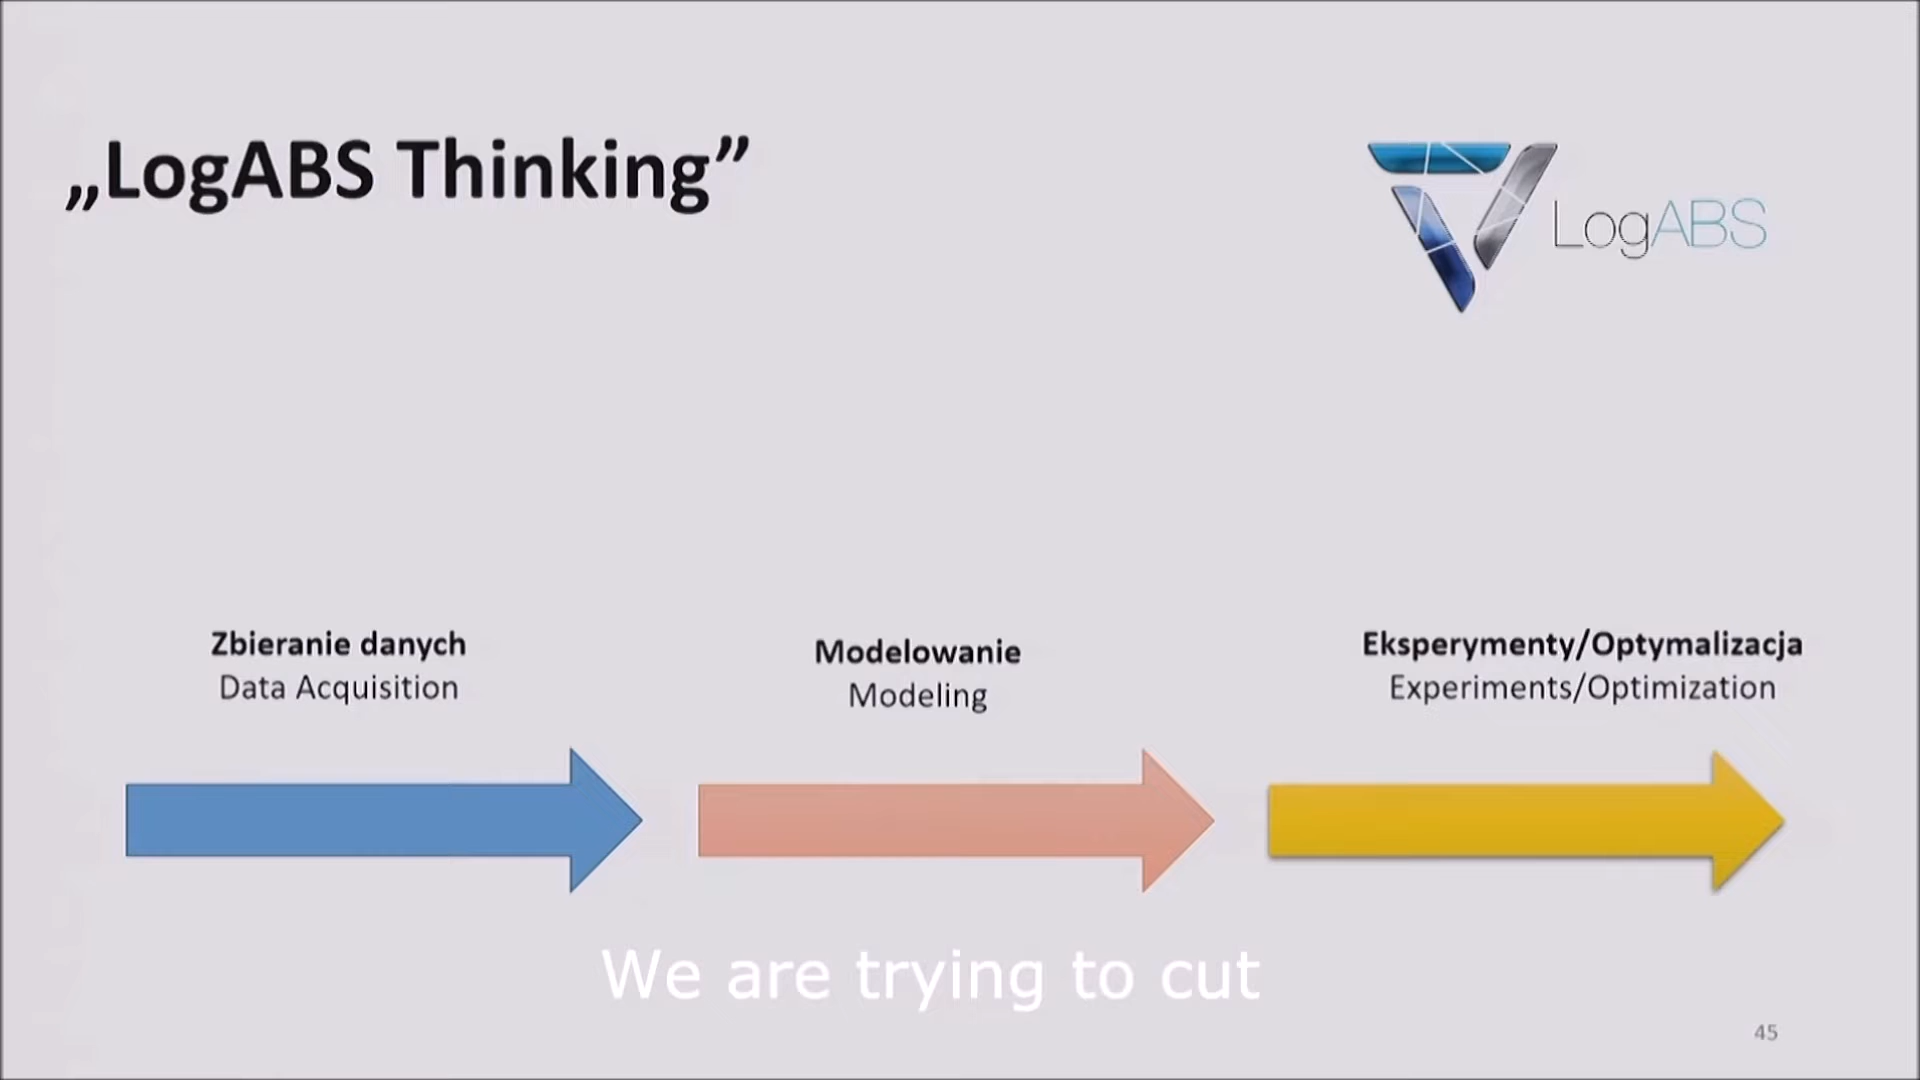 „LogABS Thinking”
LogABS
Zbieranie danych
Data Acquisition
Modelowanie
Modeling
Eksperymenty/Optymalizacja
Experiments/Optimization
We are trying to cut
45